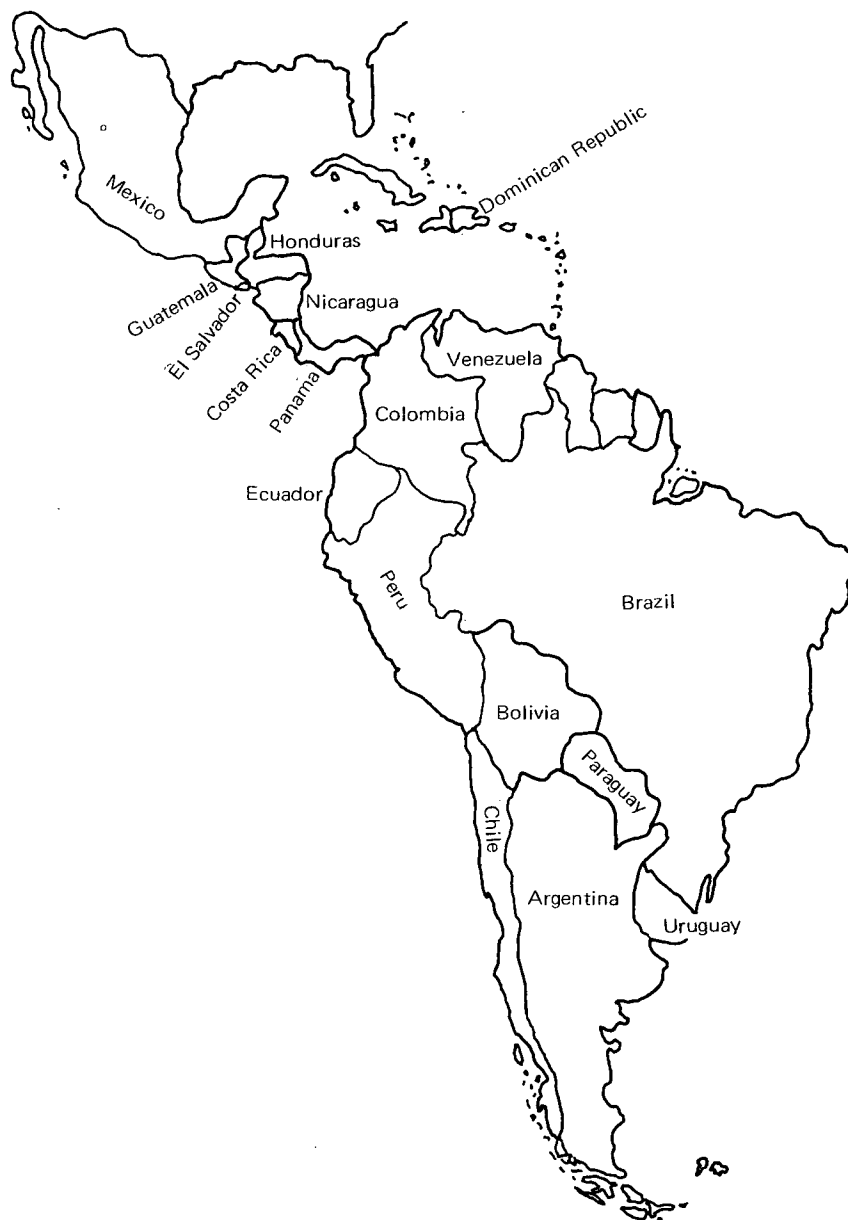 Mexico
Dominican Republic
Honduras
Guatemala
El Salvador
Nicaragua
Costa Rica
Panama
Venezuela
Colombia
Ecuador
Peru
Brazil
Bolivia
Paraguay
Chile
Argentina
Uruguay